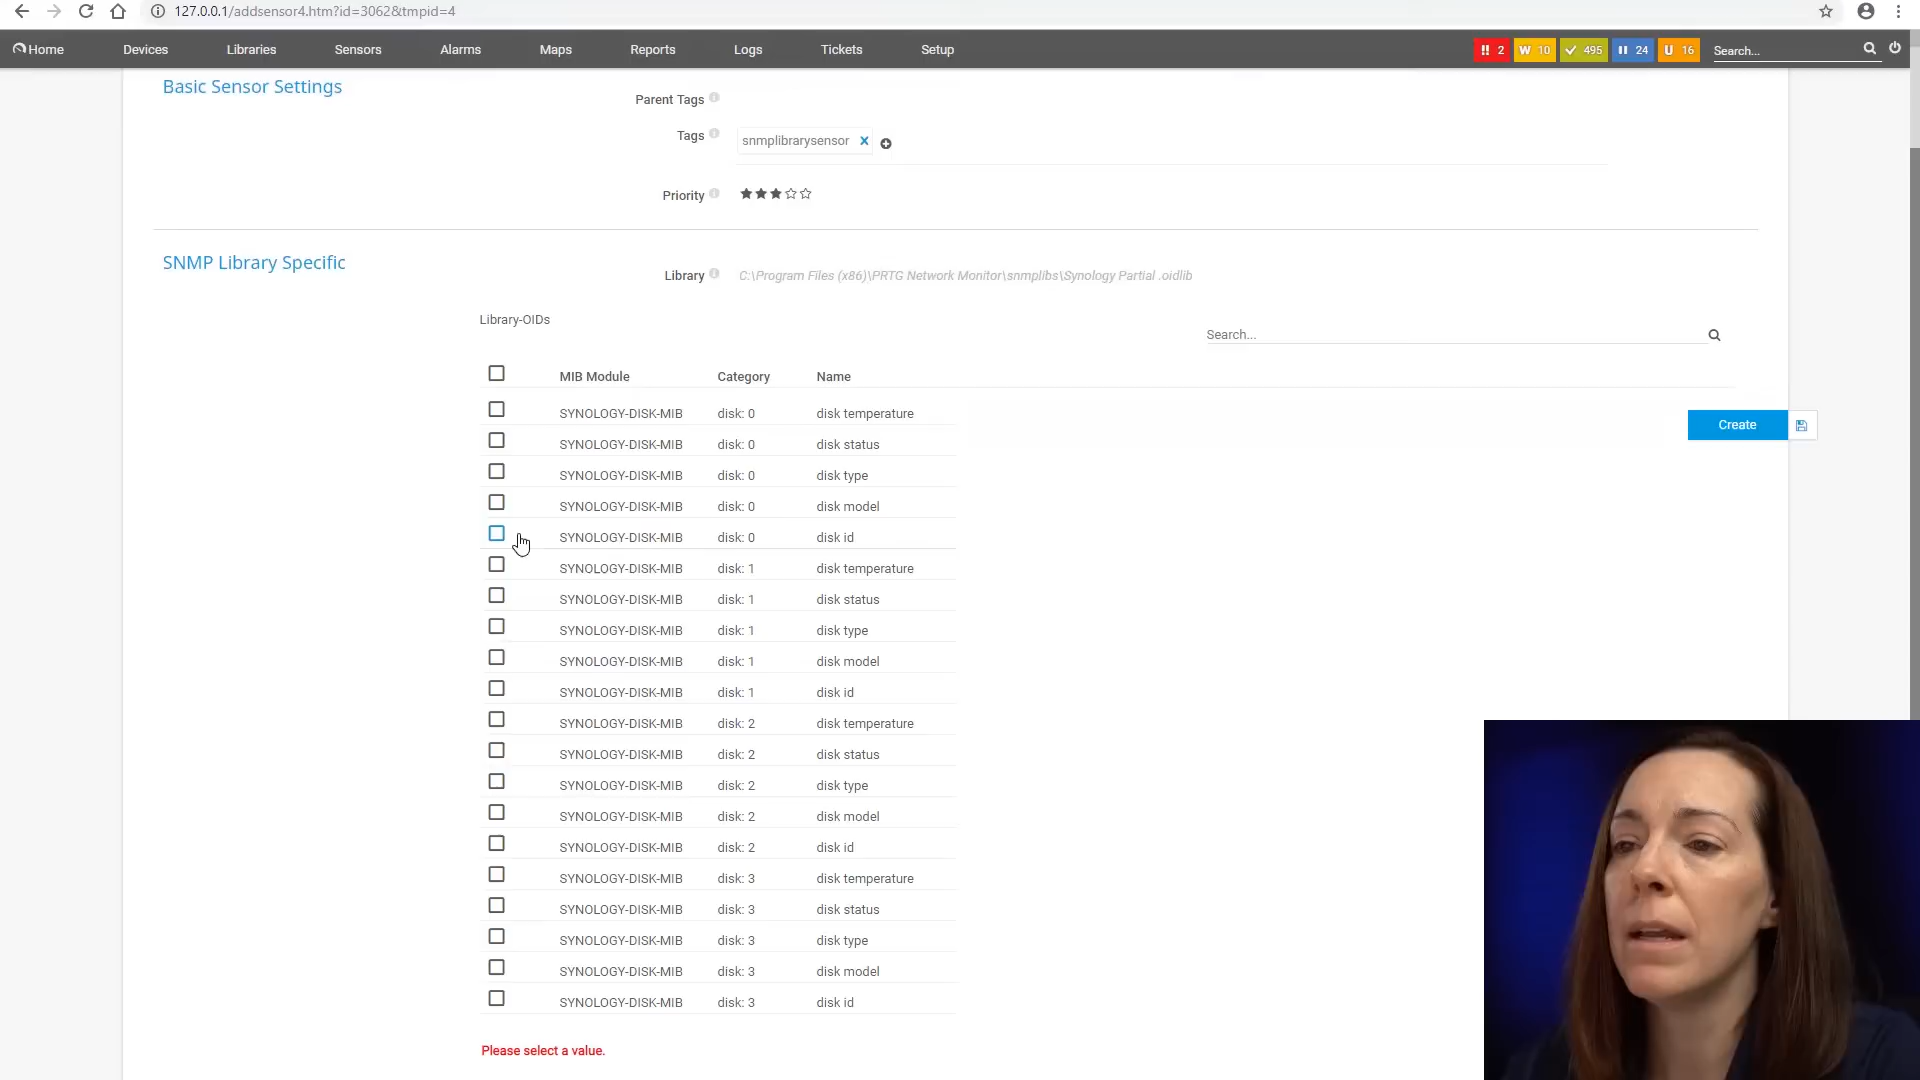 127.0.0.1/addsensor4.htm?id=3062&tmpid=4
Home Devices Libraries Sensors Alarms Maps Reports Logs Tickets Setup !! 2 W 10 495 24 U 16 Search...
Basic Sensor Settings
Parent Tags
Tags snmplibrarysensor x
Priority
SNMP Library Specific
Library C:\Program Files (x86)\PRTG Network Monitor\snmplibs\Synology Partial .oidlib
Library-OIDs
Search...
MIB Module Category Name
SYNOLOGY-DISK-MIB disk: 0 disk temperature
Create
SYNOLOGY-DISK-MIB disk: 0 disk status
SYNOLOGY-DISK-MIB disk: 0 disk type
SYNOLOGY-DISK-MIB disk: 0 disk model
SYNOLOGY-DISK-MIB disk: 0 disk id
SYNOLOGY-DISK-MIB disk: 1 disk temperature
SYNOLOGY-DISK-MIB disk: 1 disk status
SYNOLOGY-DISK-MIB disk: 1 disk type
SYNOLOGY-DISK-MIB disk: 1 disk model
SYNOLOGY-DISK-MIB disk: 1 disk id
SYNOLOGY-DISK-MIB disk: 2 disk temperature
SYNOLOGY-DISK-MIB disk: 2 disk status
SYNOLOGY-DISK-MIB disk: 2 disk type
SYNOLOGY-DISK-MIB disk: 2 disk model
SYNOLOGY-DISK-MIB disk: 2 disk id
SYNOLOGY-DISK-MIB disk: 3 disk temperature
SYNOLOGY-DISK-MIB disk: 3 disk status
SYNOLOGY-DISK-MIB disk: 3 disk type
SYNOLOGY-DISK-MIB disk: 3 disk model
SYNOLOGY-DISK-MIB disk: 3 disk id
Please select a value.